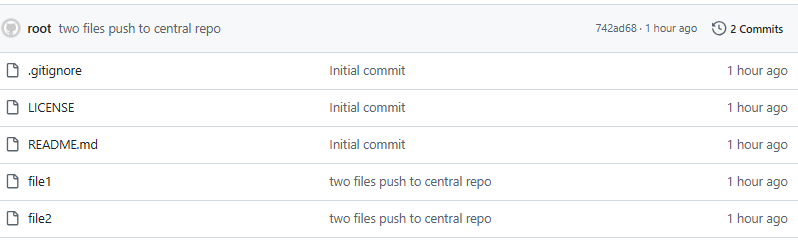 root two files push to central repo 742ad68 · 1 hour ago 2 Commits
.gitignore Initial commit 1 hour ago
LICENSE Initial commit 1 hour ago
README.md Initial commit 1 hour ago
file1 two files push to central repo 1 hour ago
file2 two files push to central repo 1 hour ago